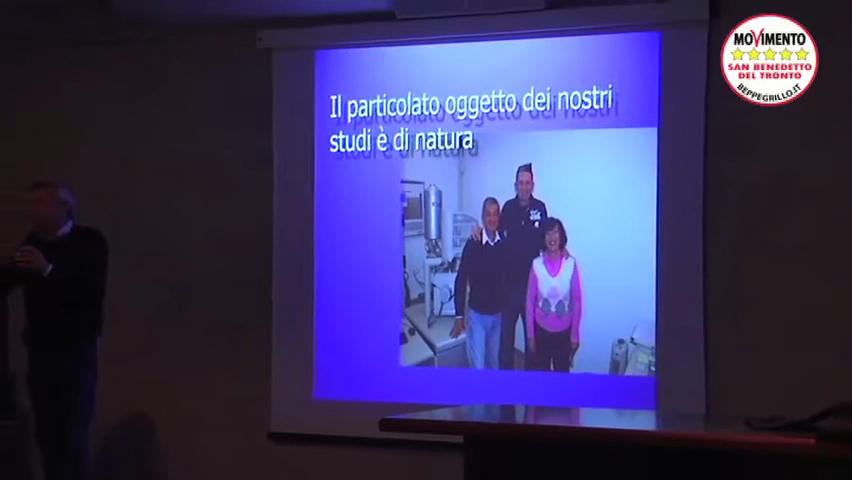 Il particolato oggetto dei nostri
studi è di natura
MOVIMENTO
SAN BENEDETTO
DEL TRONTO
BEPPEGRILLO.IT